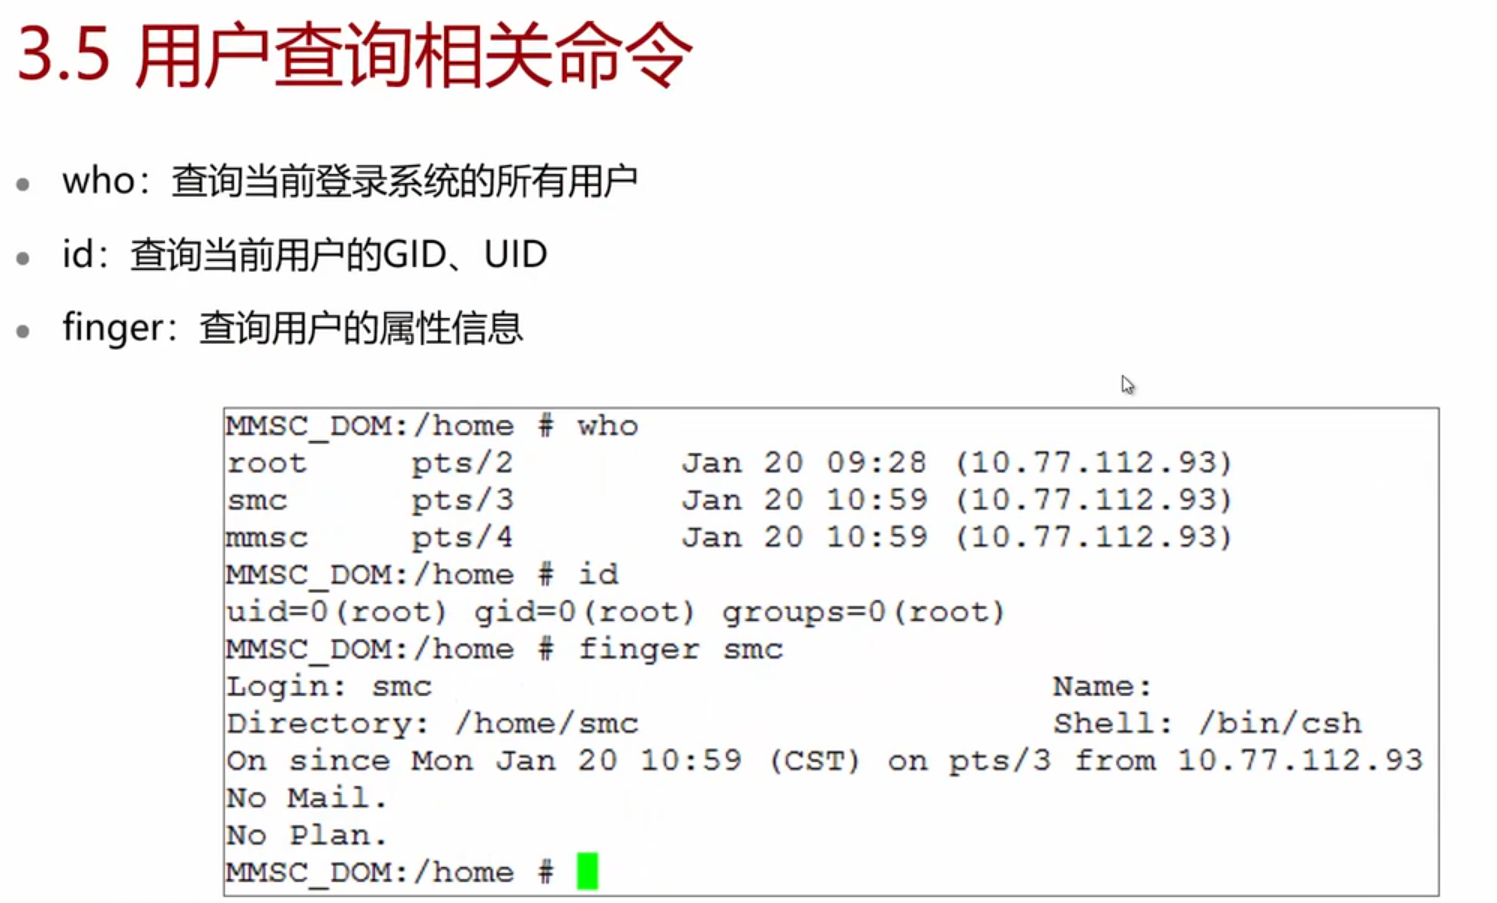 3.5 用户查询相关命令
• who：查询当前登录系统的所有用户
• id：查询当前用户的GID、UID
• finger：查询用户的属性信息
MMSC_DOM:/home # who
root pts/2 Jan 20 09:28 (10.77.112.93)
smc pts/3 Jan 20 10:59 (10.77.112.93)
mmsc pts/4 Jan 20 10:59 (10.77.112.93)
MMSC_DOM:/home # id
uid=0(root) gid=0(root) groups=0(root)
MMSC_DOM:/home # finger smc
Login: smc Name:
Directory: /home/smc Shell: /bin/csh
On since Mon Jan 20 10:59 (CST) on pts/3 from 10.77.112.93
No Mail.
No Plan.
MMSC_DOM:/home #